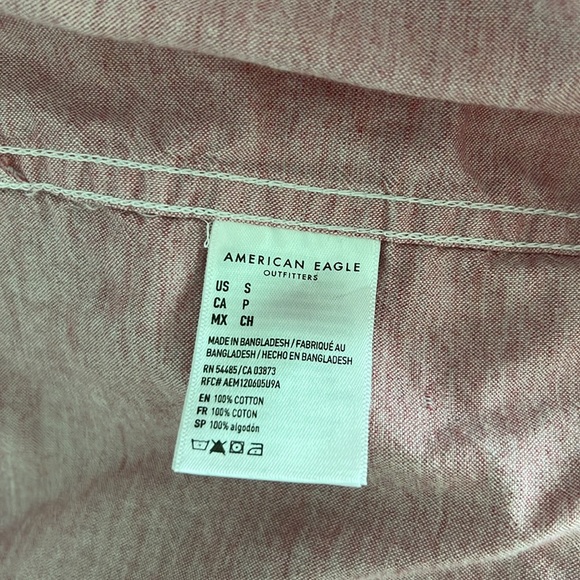 AMERICAN EAGLE
OUTFITTERS
US S
CA P
MX CH
MADE IN BANGLADESH / FABRIQUÉ AU
BANGLADESH / HECHO EN BANGLADESH
RN 54485 / CA 03873
RFC# AEM120605U9A
EN 100% COTTON
FR 100% COTON
SP 100% algodón